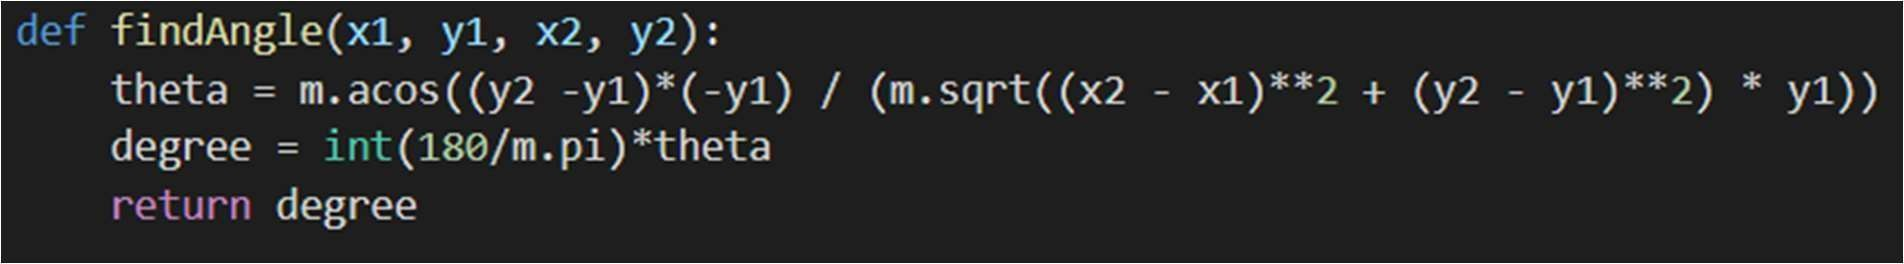 def findAngle(x1, y1, x2, y2):
    theta = m.acos((y2 -y1)*(-y1) / (m.sqrt((x2 - x1)**2 + (y2 - y1)**2) * y1))
    degree = int(180/m.pi)*theta
    return degree